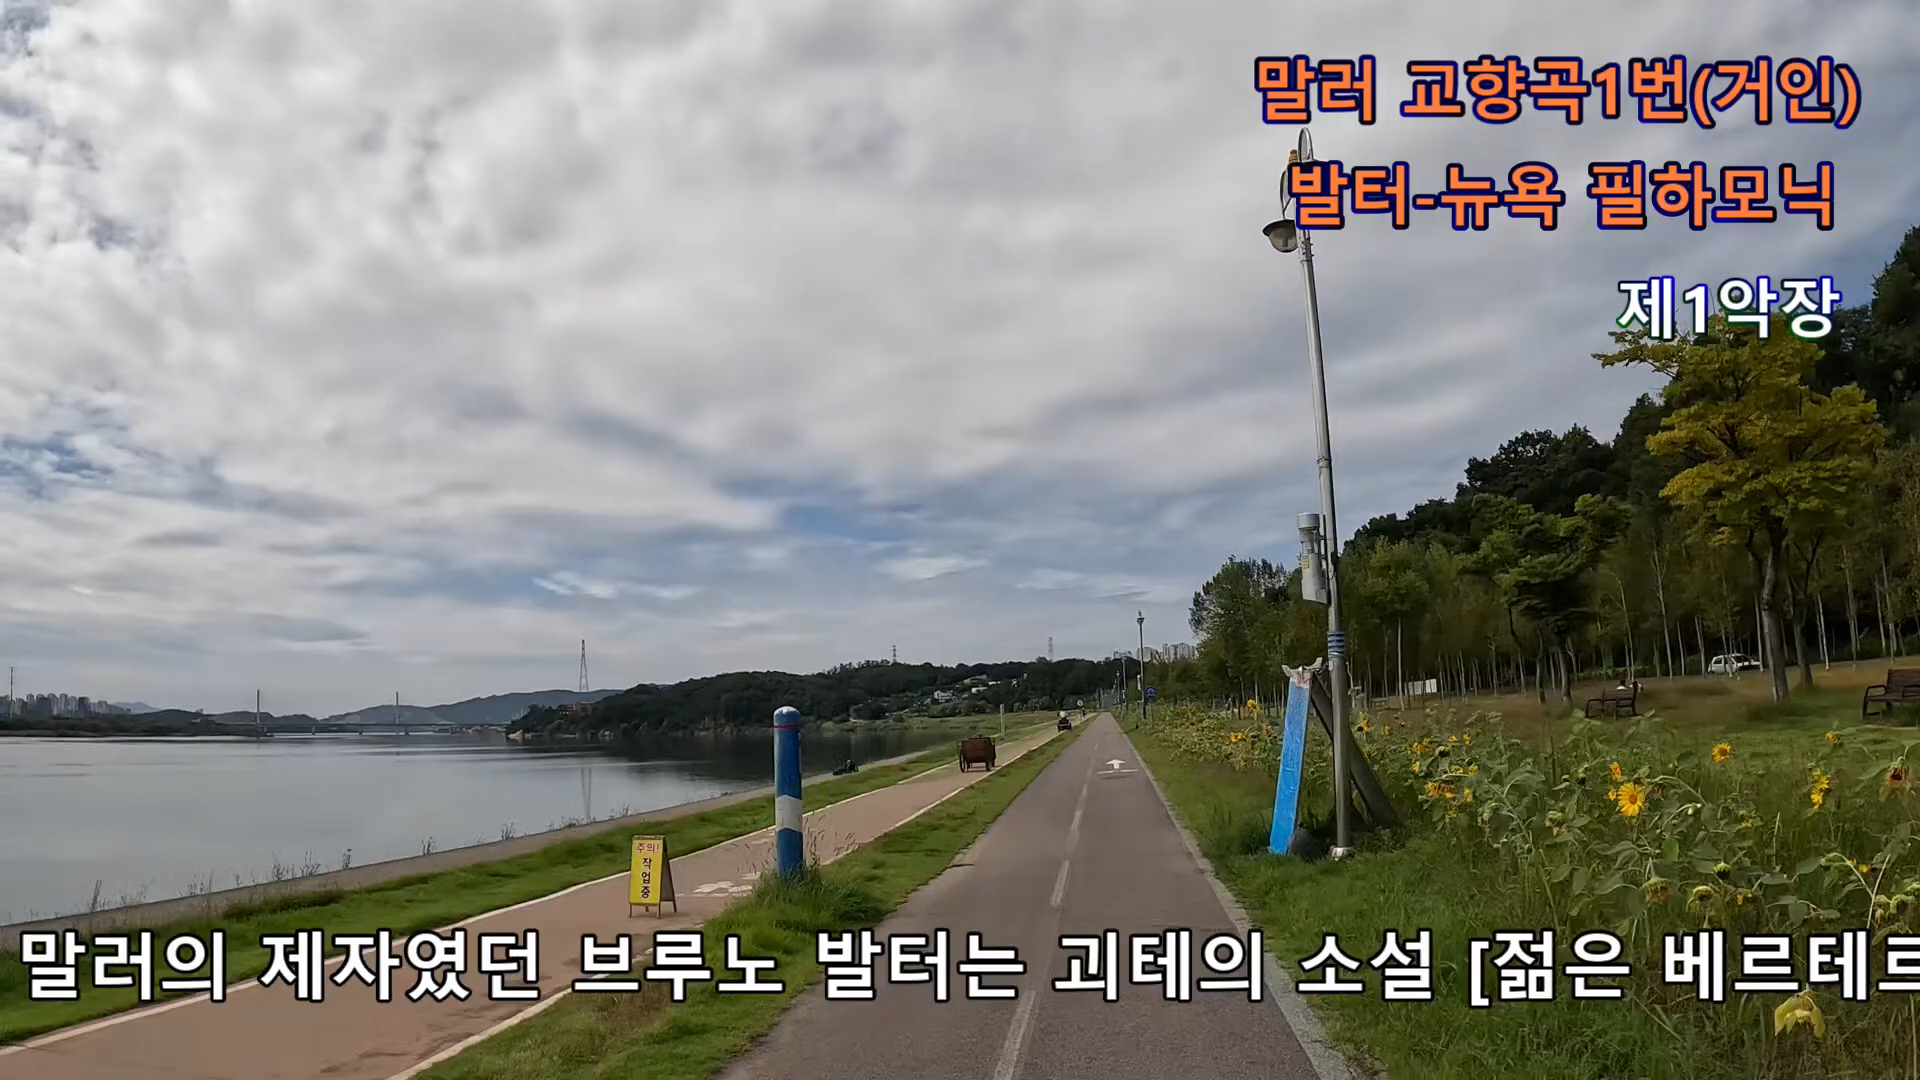 말러 교향곡1번(거인)
발터-뉴욕 필하모닉
제1악장
주의!
작업중
말러의 제자였던 브루노 발터는 괴테의 소설 [젊은 베르테르